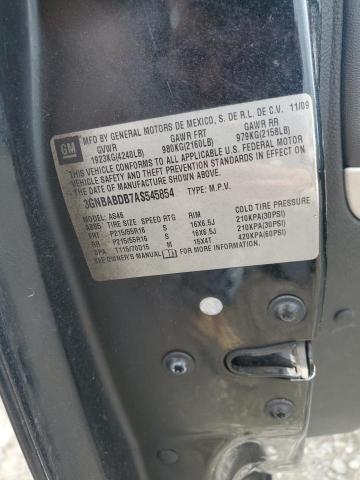 GM
MFD BY GENERAL MOTORS DE MEXICO, S. DE R.L. DE C.V. 11/09
GVWR GAWR FRT GAWR RR
1923KG(4240LB) 980KG(2160LB) 979KG(2158LB)
THIS VEHICLE CONFORMS TO ALL APPLICABLE U.S. FEDERAL MOTOR
VEHICLE SAFETY AND THEFT PREVENTION STANDARDS IN EFFECT ON THE
DATE OF MANUFACTURE SHOWN ABOVE.
3GNBABDB7AS545854 TYPE: M.P.V.
MODEL: AS46
TIRE SIZE SPEED RTG RIM COLD TIRE PRESSURE
FRT P215/55R16 S 16X6.5J 210KPA(30PSI)
RR P215/55R16 S 16X6.5J 210KPA(30PSI)
SPA T115/70D15 M 15X4T 420KPA(60PSI)
SEE OWNER'S MANUAL FOR MORE INFORMATION